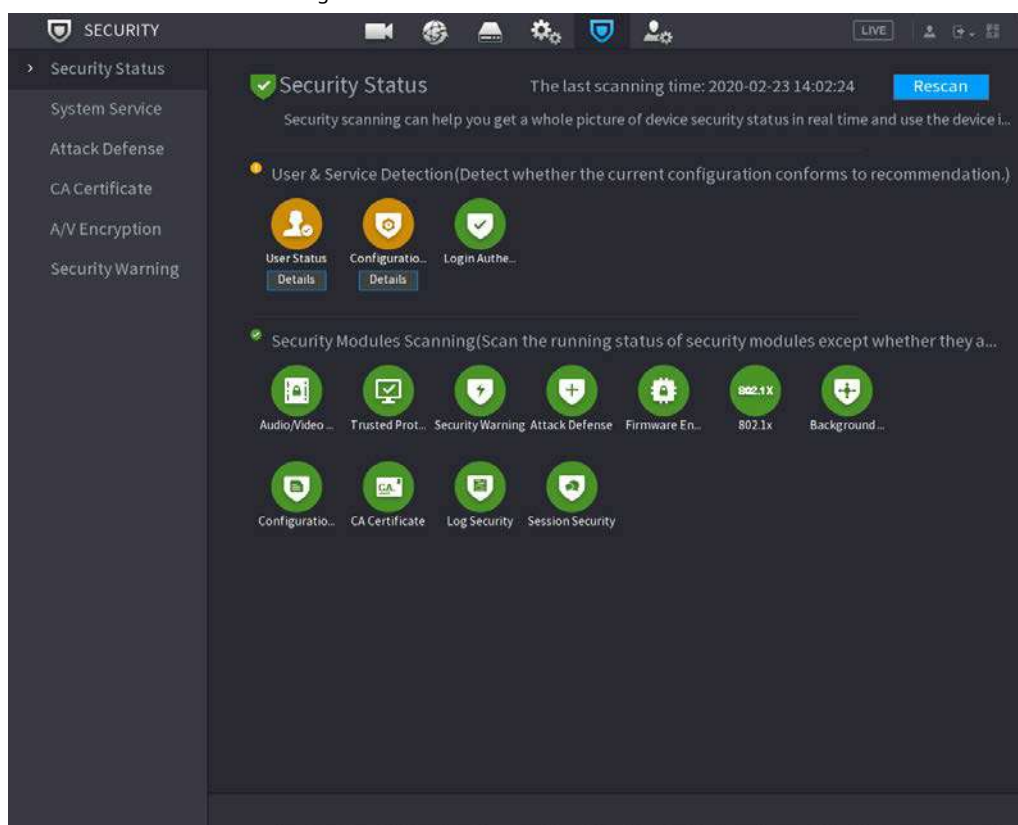 SECURITY
LIVE
Security Status
System Service
Attack Defense
CA Certificate
A/V Encryption
Security Warning
Security Status The last scanning time: 2020-02-23 14:02:24 Rescan
Security scanning can help you get a whole picture of device security status in real time and use the device i...
User & Service Detection(Detect whether the current configuration conforms to recommendation.)
User Status Configuratio... Login Authe...
Details Details
Security Modules Scanning(Scan the running status of security modules except whether they a...
802.1X
Audio/Video ... Trusted Prot... Security Warning Attack Defense Firmware En... 802.1x Background ...
CA
Configuratio... CA Certificate Log Security Session Security